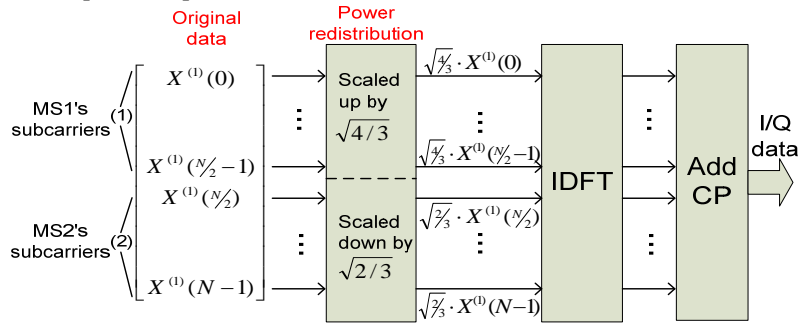 Original
data
Power
redistribution
MS1's
subcarriers
(1)
MS2's
subcarriers
(2)
X⁽¹⁾(0)
X⁽¹⁾(N/2−1)
X⁽¹⁾(N/2)
X⁽¹⁾(N−1)
Scaled
up by
√4/3
Scaled
down by
√2/3
√4/3 · X⁽¹⁾(0)
√4/3 · X⁽¹⁾(N/2−1)
√2/3 · X⁽¹⁾(N/2)
√2/3 · X⁽¹⁾(N−1)
IDFT
Add
CP
I/Q
data